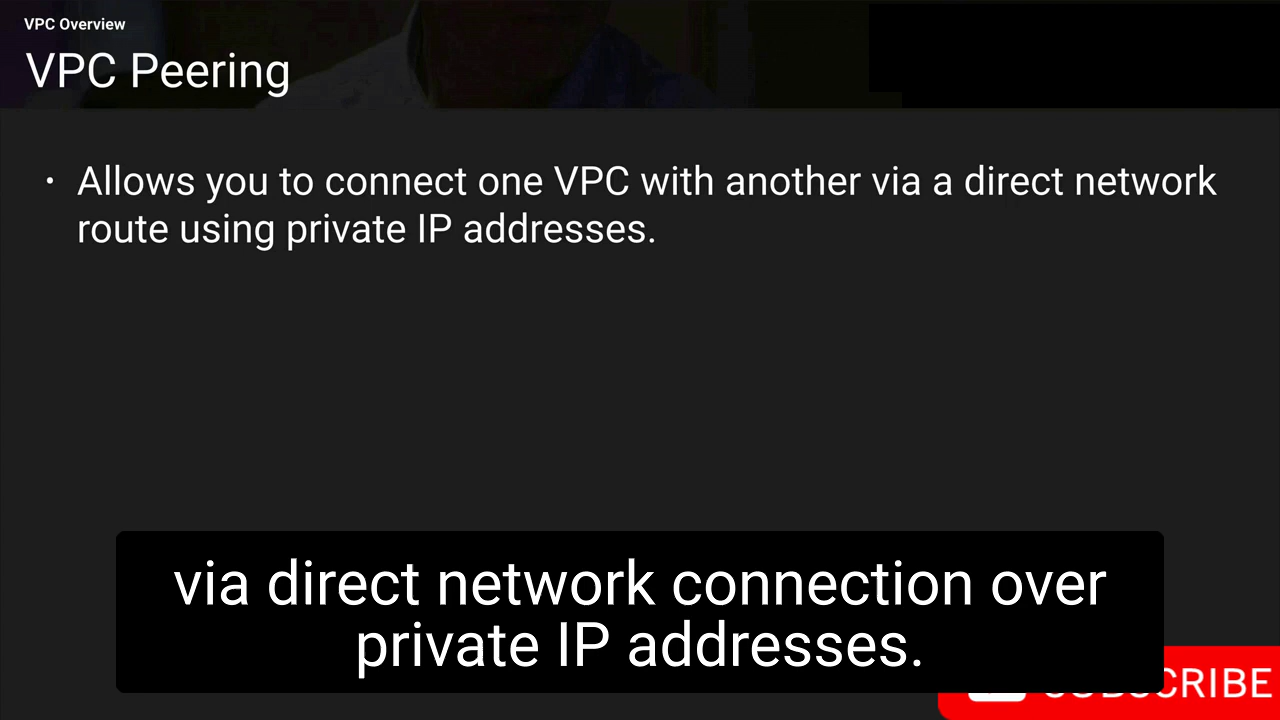 VPC Overview
VPC Peering
• Allows you to connect one VPC with another via a direct network
route using private IP addresses.
via direct network connection over
private IP addresses.